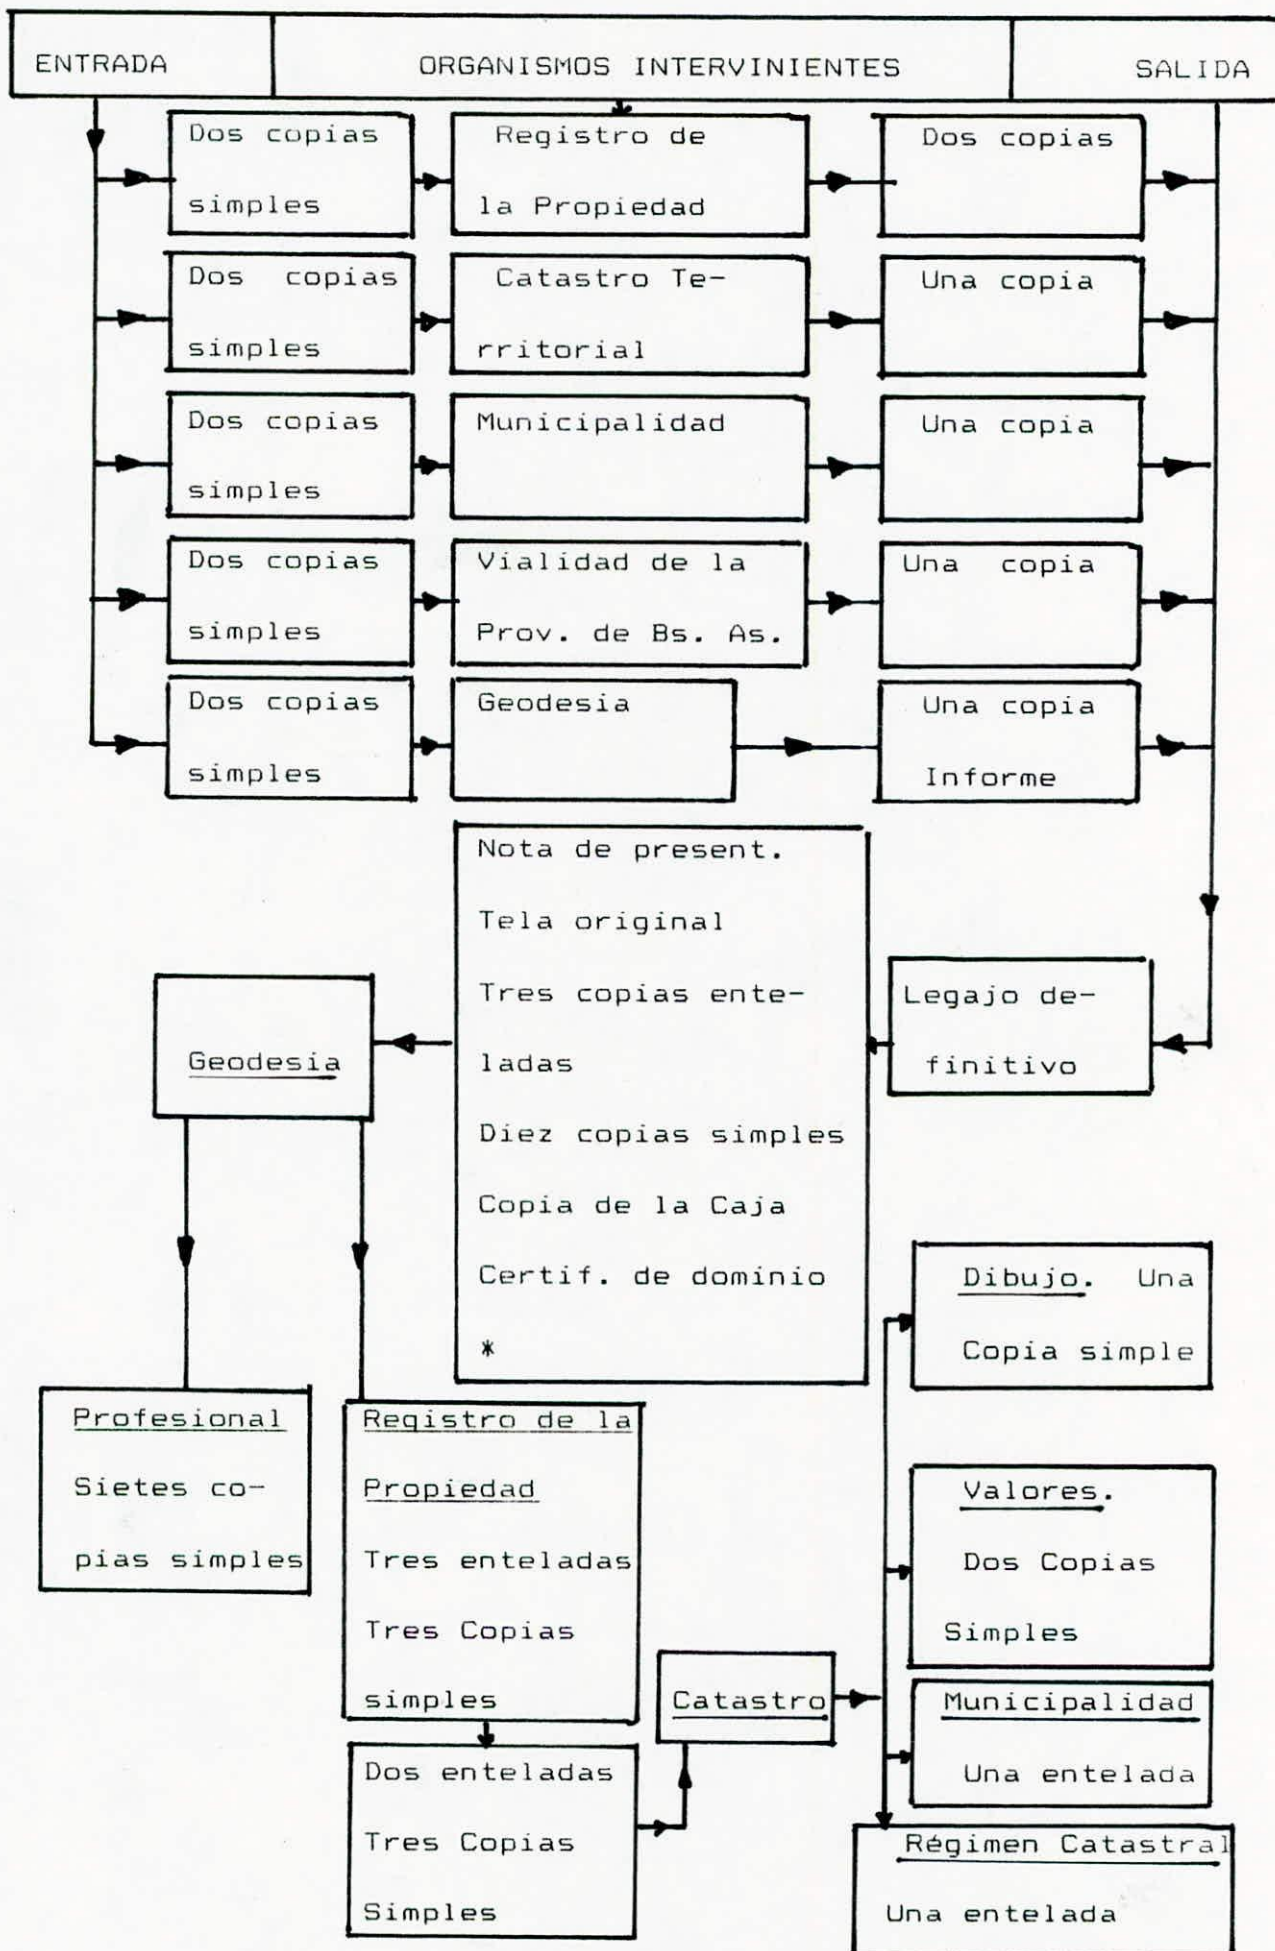 ENTRADA
ORGANISMOS INTERVINIENTES
SALIDA
Dos copias
simples
Registro de
la Propiedad
Dos copias
Dos copias
simples
Catastro Te-
rritorial
Una copia
Dos copias
simples
Municipalidad
Una copia
Dos copias
simples
Vialidad de la
Prov. de Bs. As.
Una copia
Dos copias
simples
Geodesia
Una copia
Informe
Nota de present.
Tela original
Tres copias ente-
ladas
Diez copias simples
Copia de la Caja
Certif. de dominio
*
Legajo de-
finitivo
Geodesia
Profesional
Sietes co-
pias simples
Registro de la
Propiedad
Tres enteladas
Tres Copias
simples
Dos enteladas
Tres Copias
Simples
Catastro
Dibujo. Una
Copia simple
Valores.
Dos Copias
Simples
Municipalidad
Una entelada
Régimen Catastral
Una entelada